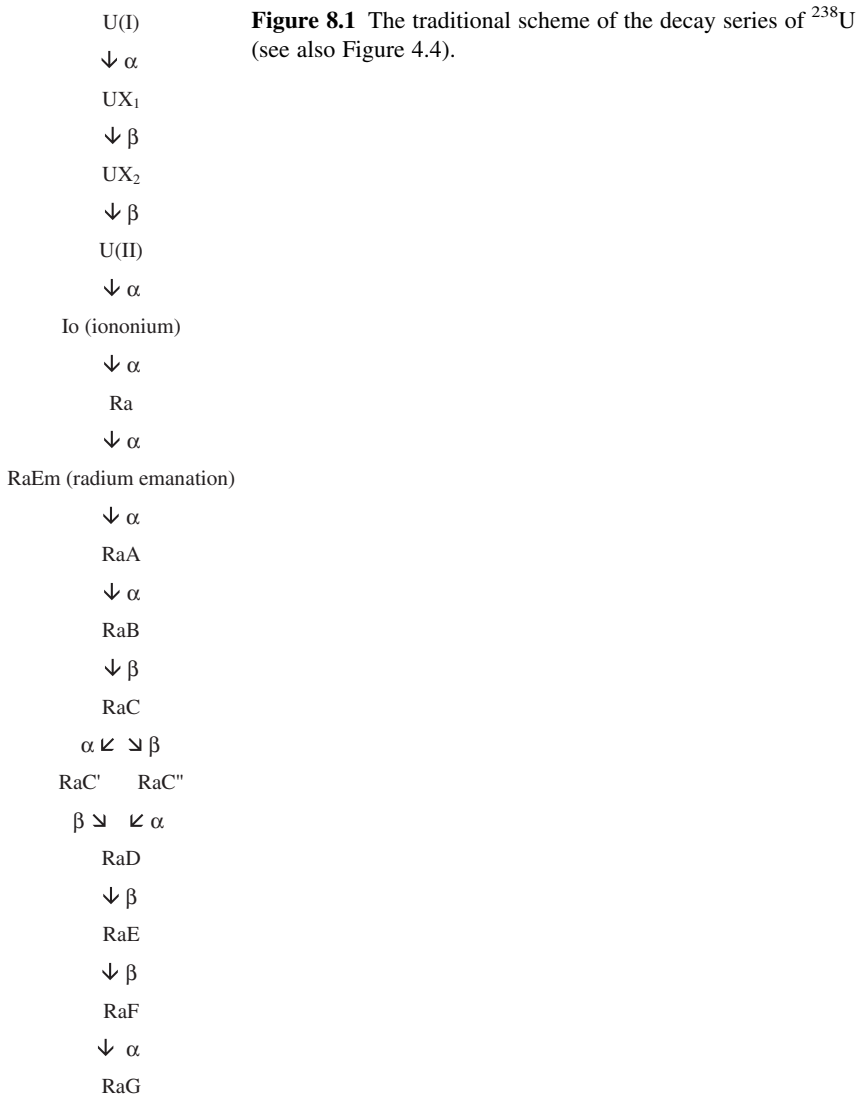 U(I)
↓ α
UX₁
↓ β
UX₂
↓ β
U(II)
↓ α
Io (iononium)
↓ α
Ra
↓ α
RaEm (radium emanation)
↓ α
RaA
↓ α
RaB
↓ β
RaC
α ↙ ↘ β
RaC' RaC"
β ↘ ↙ α
RaD
↓ β
RaE
↓ β
RaF
↓ α
RaG
Figure 8.1 The traditional scheme of the decay series of ²³⁸U
(see also Figure 4.4).